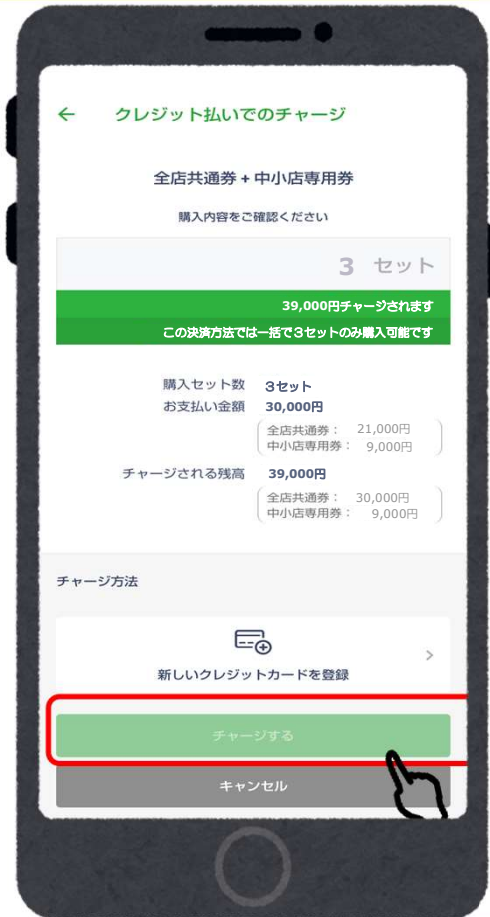 ← クレジット払いでのチャージ
全店共通券 + 中小店専用券
購入内容をご確認ください
3 セット
39,000円チャージされます
この決済方法では一括で3セットのみ購入可能です
購入セット数 3セット
お支払い金額 30,000円
全店共通券： 21,000円
中小店専用券： 9,000円
チャージされる残高 39,000円
全店共通券： 30,000円
中小店専用券： 9,000円
チャージ方法
新しいクレジットカードを登録
チャージする
キャンセル